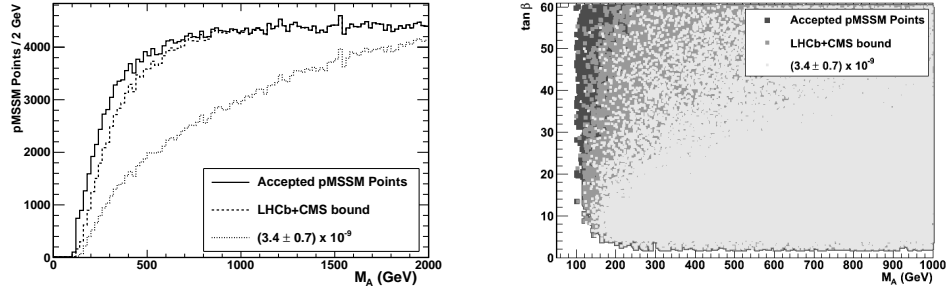 pMSSM Points / 2 GeV
4000
3000
2000
1000
0
0 500 1000 1500 2000
M_A (GeV)
Accepted pMSSM Points
LHCb+CMS bound
(3.4 ± 0.7) x 10^-9
tan β
60
50
40
30
20
10
0
100 200 300 400 500 600 700 800 900 1000
M_A (GeV)
Accepted pMSSM Points
LHCb+CMS bound
(3.4 ± 0.7) x 10^-9